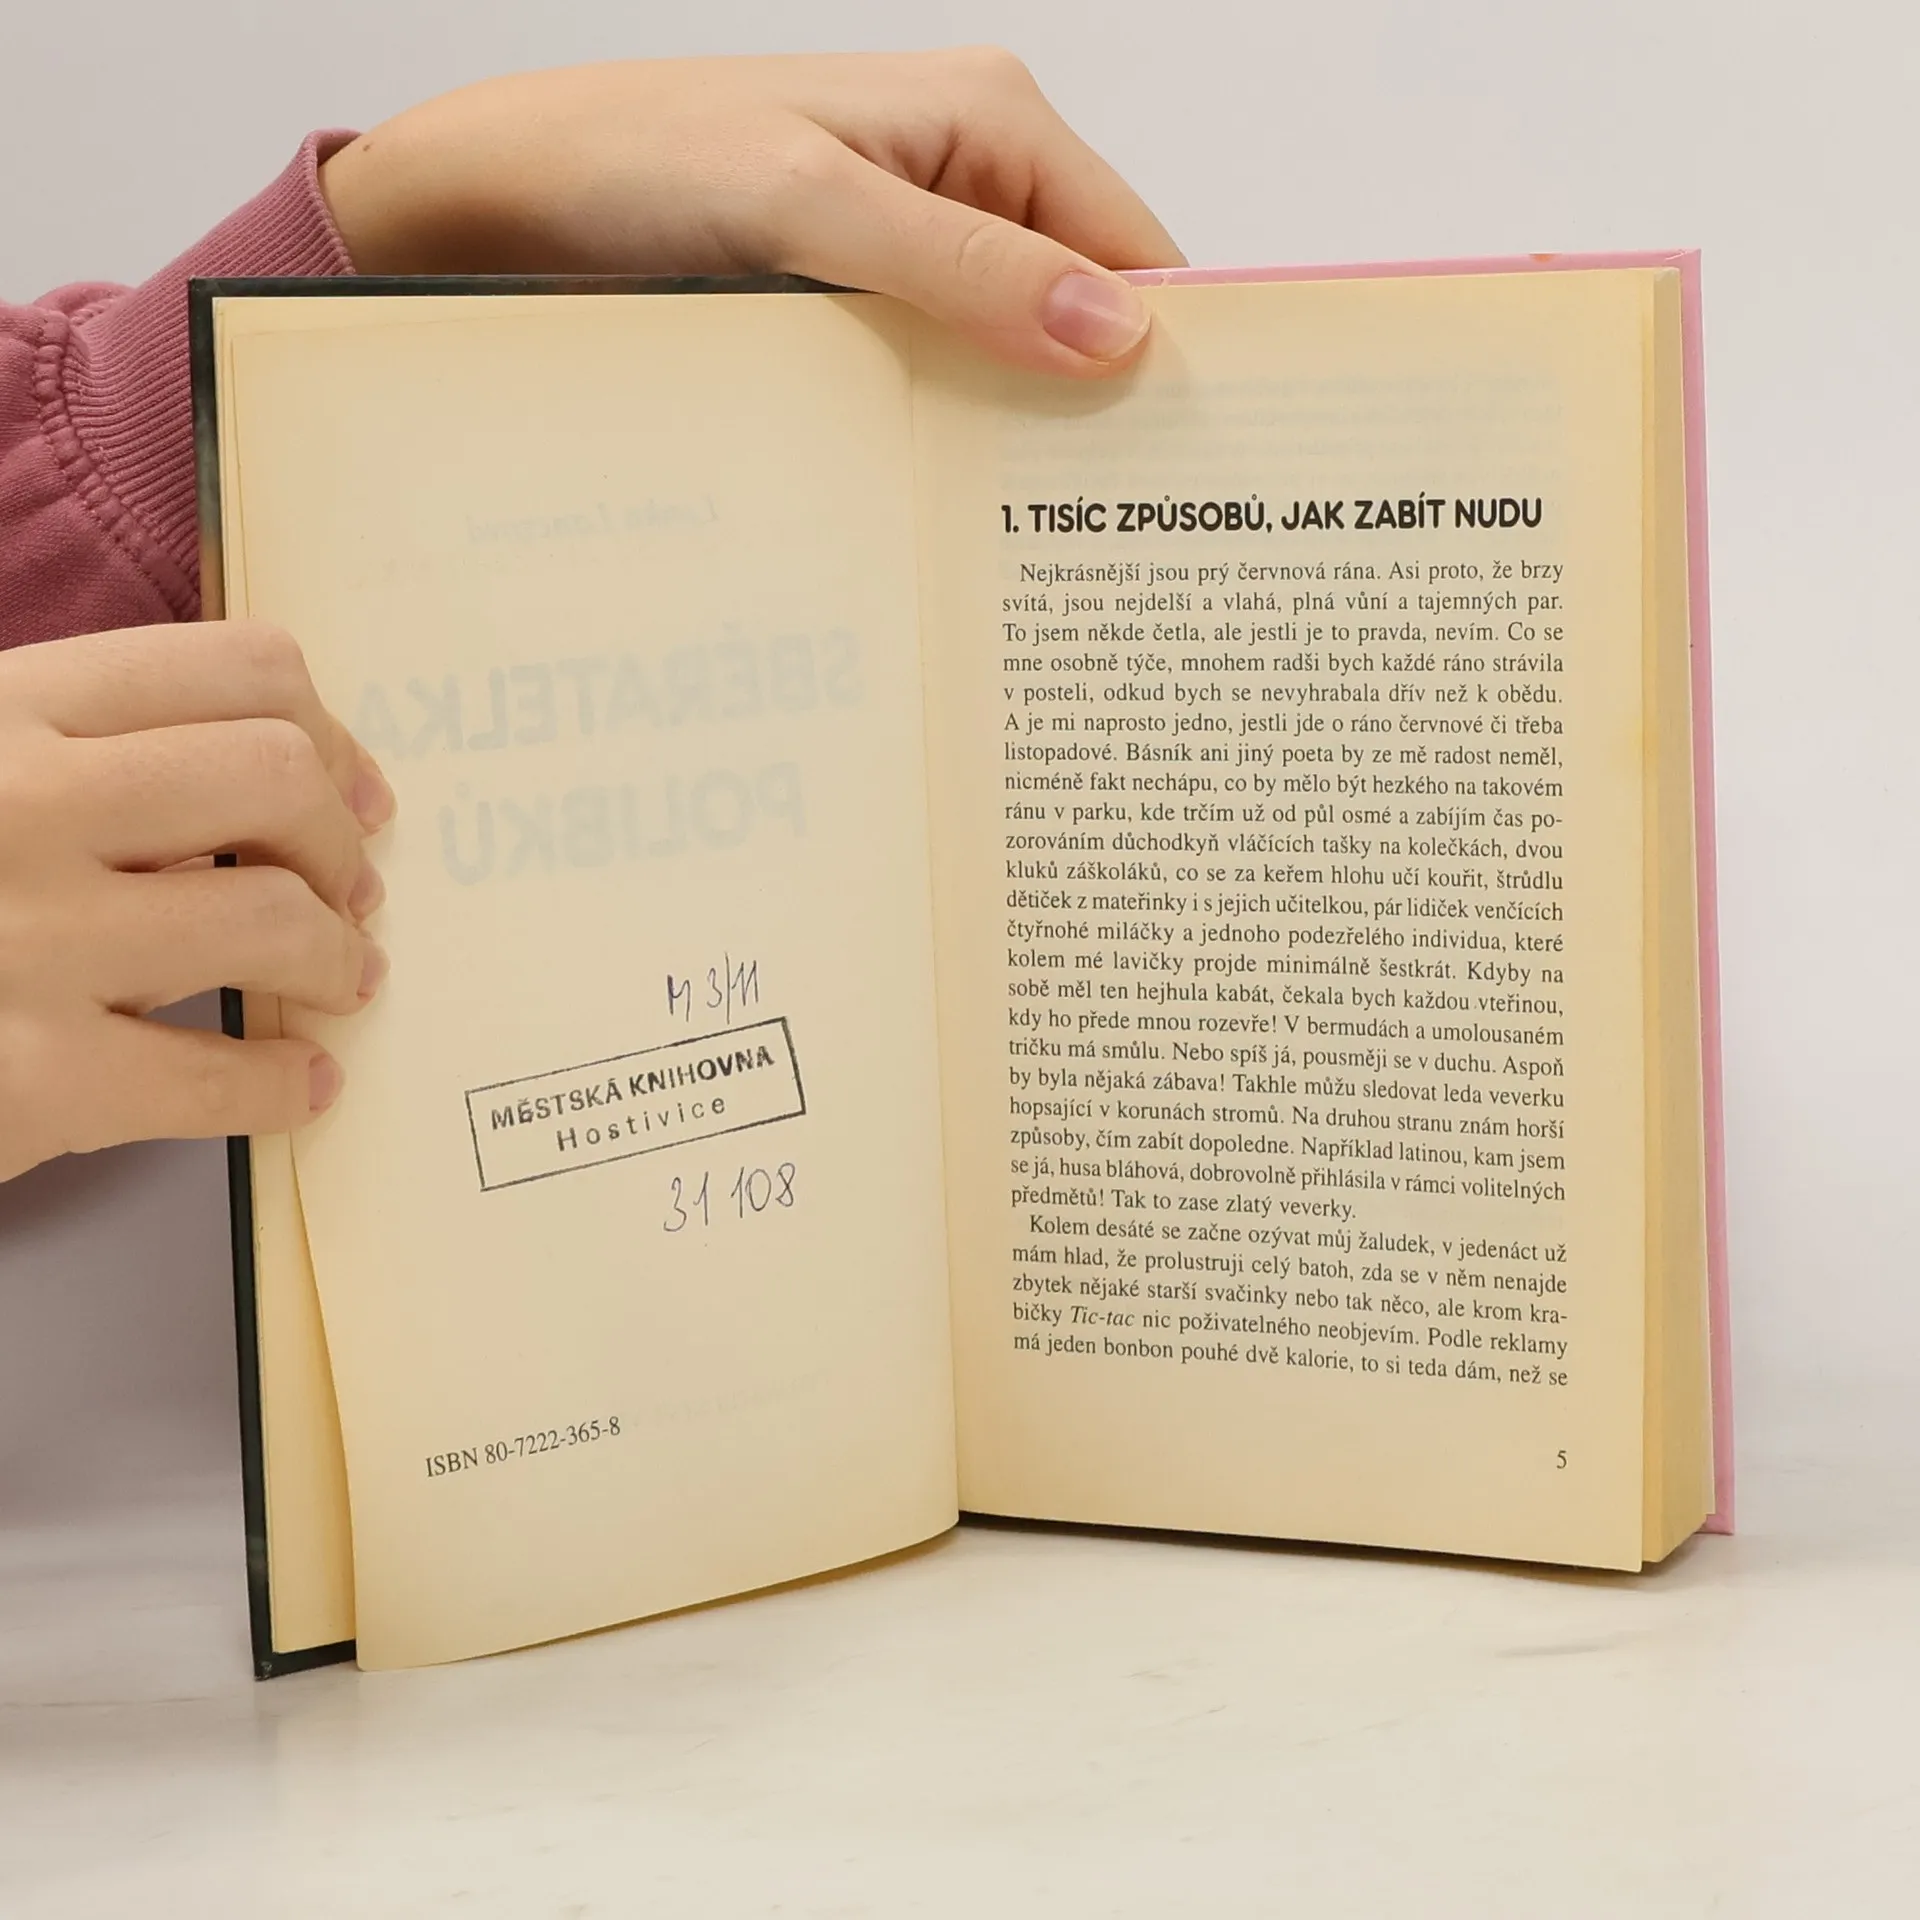 SBĚRATELKA
POLIBKŮ
M 3/11
MĚSTSKÁ KNIHOVNA
Hostivice
31 108
ISBN 80-7222-365-8
1. TISÍC ZPŮSOBŮ, JAK ZABÍT NUDU
Nejkrásnější jsou prý červnová rána. Asi proto, že brzy
svítá, jsou nejdelší a vlahá, plná vůní a tajemných par.
To jsem někde četla, ale jestli je to pravda, nevím. Co se
mne osobně týče, mnohem radši bych každé ráno strávila
v posteli, odkud bych se nevyhrabala dřív než k obědu.
A je mi naprosto jedno, jestli jde o ráno červnové či třeba
listopadové. Básník ani jiný poeta by ze mě radost neměl,
nicméně fakt nechápu, co by mělo být hezkého na takovém
ránu v parku, kde trčím už od půl osmé a zabíjím čas po-
zorováním důchodkyň vláčících tašky na kolečkách, dvou
kluků záškoláků, co se za keřem hlohu učí kouřit, štrůdlu
dětiček z mateřinky i s jejich učitelkou, pár lidiček venčících
čtyřnohé miláčky a jednoho podezřelého individua, které
kolem mé lavičky projde minimálně šestkrát. Kdyby na
sobě měl ten hejhula kabát, čekala bych každou vteřinou,
kdy ho přede mnou rozevře! V bermudách a umolousaném
tričku má smůlu. Nebo spíš já, pousměji se v duchu. Aspoň
by byla nějaká zábava! Takhle můžu sledovat leda veverku
hopsající v korunách stromů. Na druhou stranu znám horší
způsoby, čím zabít dopoledne. Například latinou, kam jsem
se já, husa bláhová, dobrovolně přihlásila v rámci volitelných
předmětů! Tak to zase zlatý veverky.
Kolem desáté se začne ozývat můj žaludek, v jedenáct už
mám hlad, že prolustruji celý batoh, zda se v něm nenajde
zbytek nějaké starší svačinky nebo tak něco, ale krom kra-
bičky Tic-tac nic poživatelného neobjevím. Podle reklamy
má jeden bonbon pouhé dvě kalorie, to si teda dám, než se
5